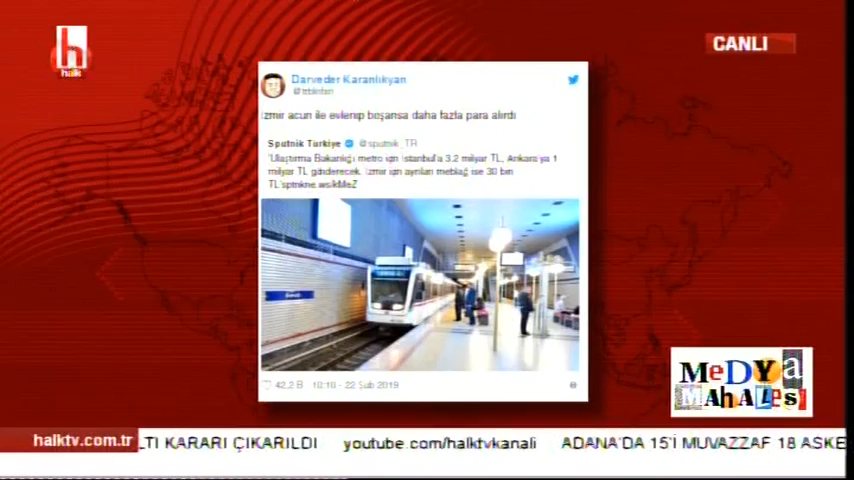 halk
CANLI
Darveder Karanlıkyan
İzmir acun ile evlenip boşansa daha fazla para alırdı
Sputnik Türkiye @sputnik_TR
'Ulaştırma Bakanlığı metro için İstanbul'a 3.2 milyar TL, Ankara'ya 1
milyar TL gönderecek. İzmir için ayrılan meblağ ise 30 bin
TL'
42,2 B 10:10 - 22 Şub 2019
MeDYa
MahaLLesi
halktv.com.tr LTI KARARI ÇIKARILDI youtube.com/halktvkanali ADANA'DA 15'İ MUVAZZAF 18 ASKE